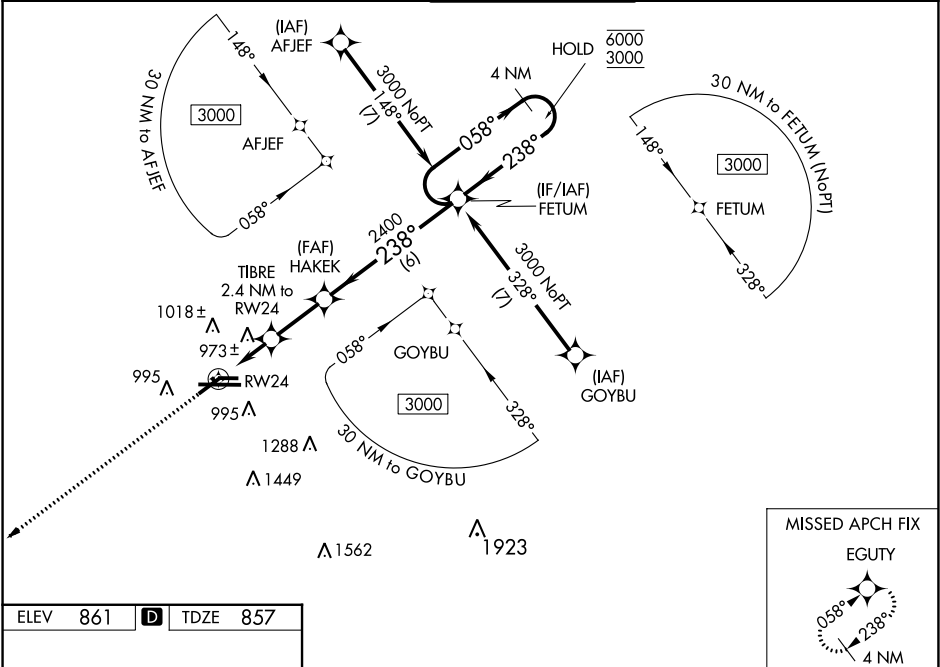 (IAF)
AFJEF
3000 NoPT
148°
(7)
4 NM
HOLD
6000
3000
058°
238°
30 NM to AFJEF
148°
3000
AFJEF
058°
30 NM to FETUM (NoPT)
148°
3000
FETUM
328°
(IF/IAF)
FETUM
2400
238°
(6)
(FAF)
HAKEK
3000 NoPT
328°
(7)
TIBRE
2.4 NM to
RW24
1018 ±
973 ±
995
RW24
995
058°
GOYBU
3000
328°
30 NM to GOYBU
(IAF)
GOYBU
1288
1449
1562
1923
MISSED APCH FIX
EGUTY
058°
238°
4 NM
ELEV 861 D TDZE 857